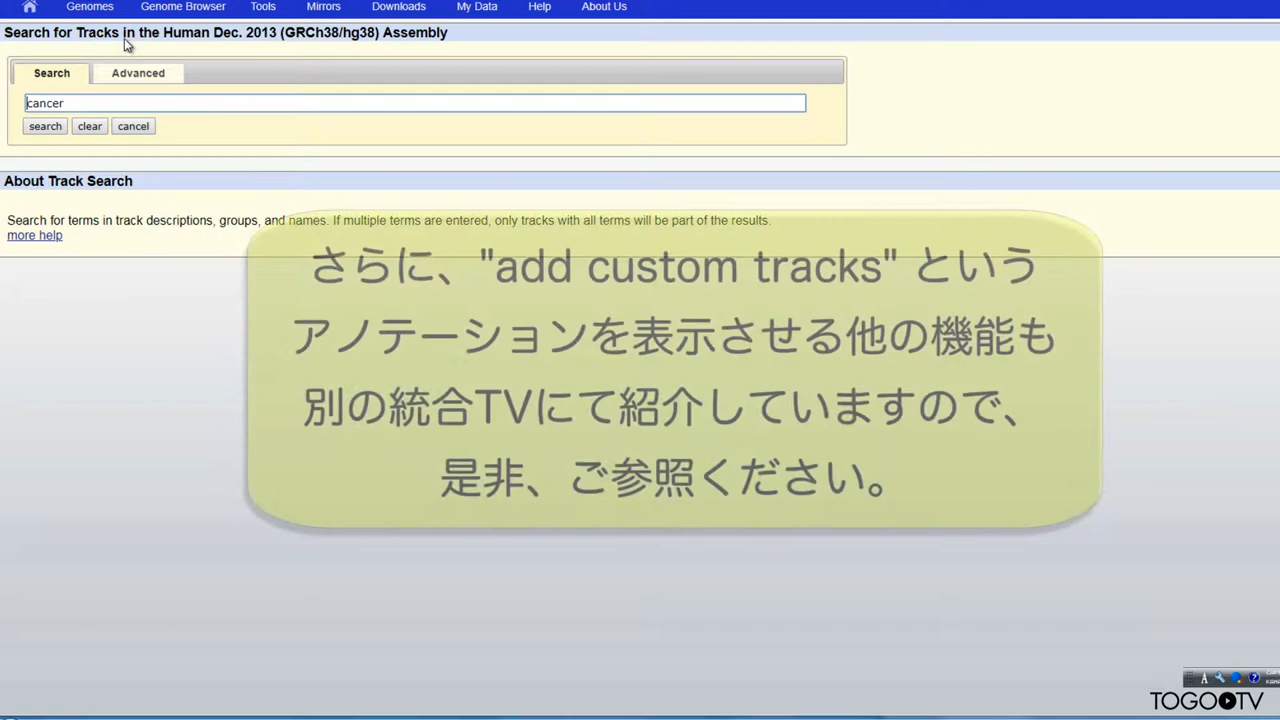 Genomes Genome Browser Tools Mirrors Downloads My Data Help About Us
Search for Tracks in the Human Dec. 2013 (GRCh38/hg38) Assembly
Search Advanced
cancer
search clear cancel
About Track Search
Search for terms in track descriptions, groups, and names. If multiple terms are entered, only tracks with all terms will be part of the results.
more help
さらに、"add custom tracks" という
アノテーションを表示させる他の機能も
別の統合TVにて紹介していますので、
是非、ご参照ください。
A
TOGOTV